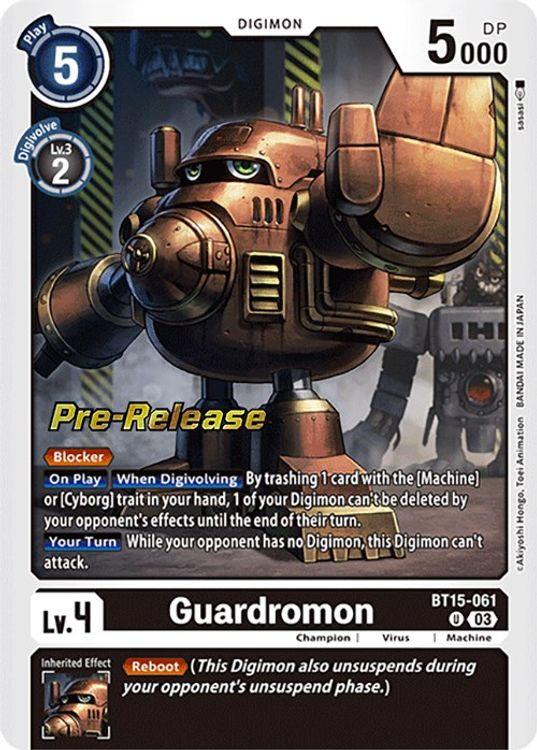 DIGIMON
Play
5
DP
5000
Digivolve
Lv.3
2
sasasi
©Akiyoshi Hongo, Toei Animation BANDAI MADE IN JAPAN
Pre-Release
Blocker
On Play When Digivolving By trashing 1 card with the [Machine]
or [Cyborg] trait in your hand, 1 of your Digimon can't be deleted by
your opponent's effects until the end of their turn.
Your Turn While your opponent has no Digimon, this Digimon can't
attack.
Lv.4
Guardromon
BT15-061
U 03
Champion | Virus | Machine
Inherited Effect
Reboot (This Digimon also unsuspends during
your opponent's unsuspend phase.)